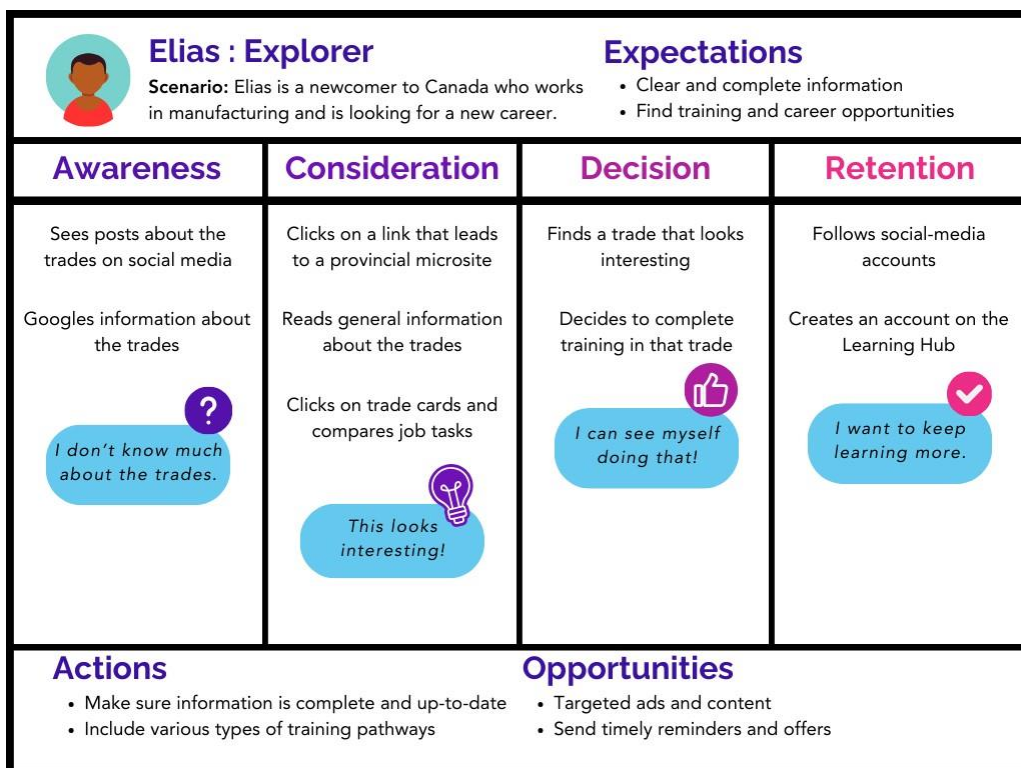 Elias : Explorer
Scenario: Elias is a newcomer to Canada who works
in manufacturing and is looking for a new career.
Expectations
• Clear and complete information
• Find training and career opportunities
Awareness
Sees posts about the
trades on social media
Googles information about
the trades
?
I don't know much
about the trades.
Consideration
Clicks on a link that leads
to a provincial microsite
Reads general information
about the trades
Clicks on trade cards and
compares job tasks
This looks
interesting!
Decision
Finds a trade that looks
interesting
Decides to complete
training in that trade
I can see myself
doing that!
Retention
Follows social-media
accounts
Creates an account on the
Learning Hub
I want to keep
learning more.
Actions
• Make sure information is complete and up-to-date
• Include various types of training pathways
Opportunities
• Targeted ads and content
• Send timely reminders and offers